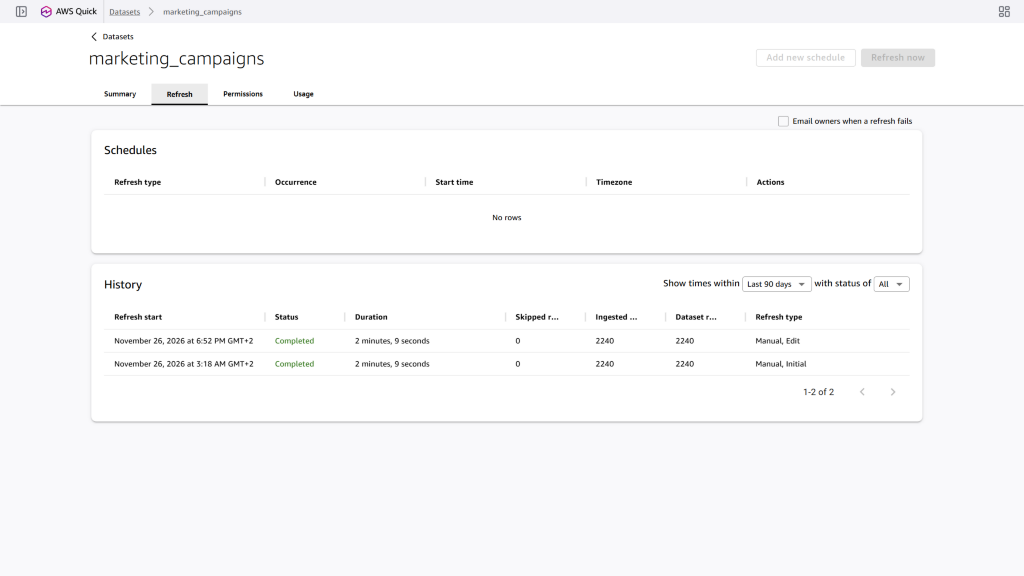 AWS Quick Datasets marketing_campaigns
Datasets
marketing_campaigns
Add new schedule Refresh now
Summary Refresh Permissions Usage
Email owners when a refresh fails
Schedules
Refresh type Occurrence Start time Timezone Actions
No rows
History
Show times within Last 90 days with status of All
Refresh start Status Duration Skipped r... Ingested ... Dataset r... Refresh type
November 26, 2026 at 6:52 PM GMT+2 Completed 2 minutes, 9 seconds 0 2240 2240 Manual, Edit
November 26, 2026 at 3:18 AM GMT+2 Completed 2 minutes, 9 seconds 0 2240 2240 Manual, Initial
1-2 of 2